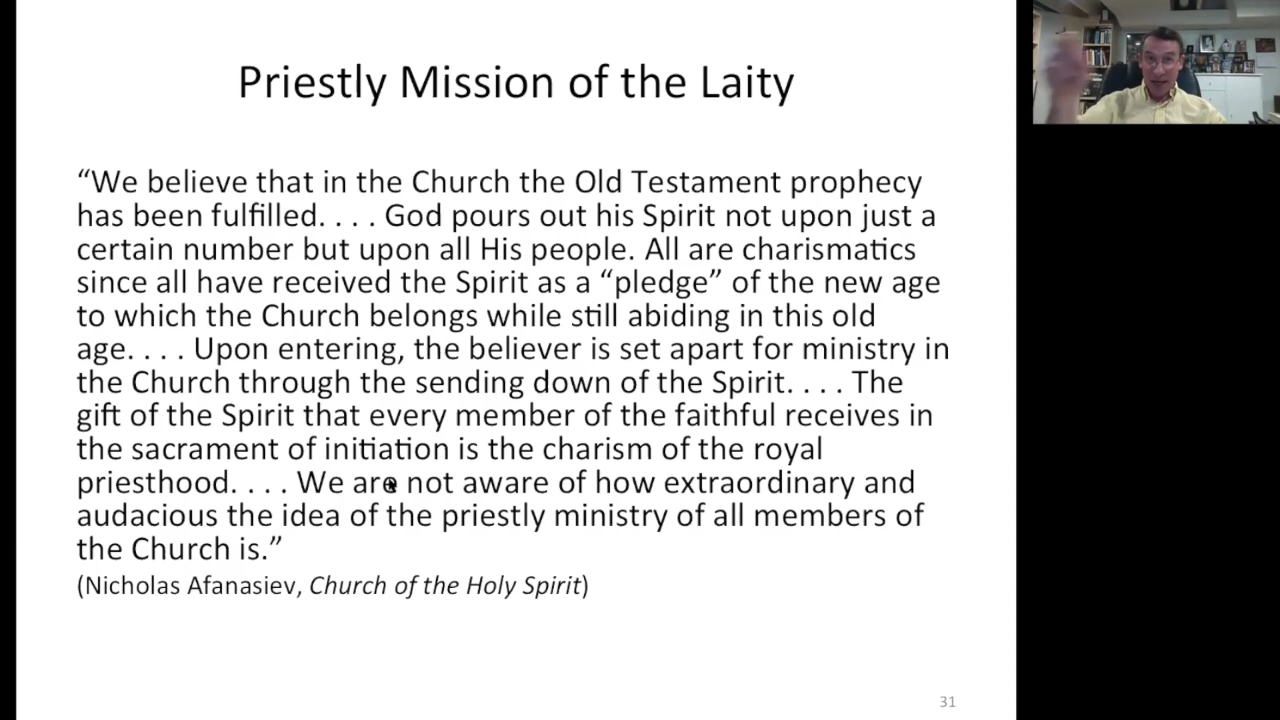 Priestly Mission of the Laity
“We believe that in the Church the Old Testament prophecy
has been fulfilled. . . . God pours out his Spirit not upon just a
certain number but upon all His people. All are charismatics
since all have received the Spirit as a “pledge” of the new age
to which the Church belongs while still abiding in this old
age. . . . Upon entering, the believer is set apart for ministry in
the Church through the sending down of the Spirit. . . . The
gift of the Spirit that every member of the faithful receives in
the sacrament of initiation is the charism of the royal
priesthood. . . . We are not aware of how extraordinary and
audacious the idea of the priestly ministry of all members of
the Church is.”
(Nicholas Afanasiev, Church of the Holy Spirit)
31